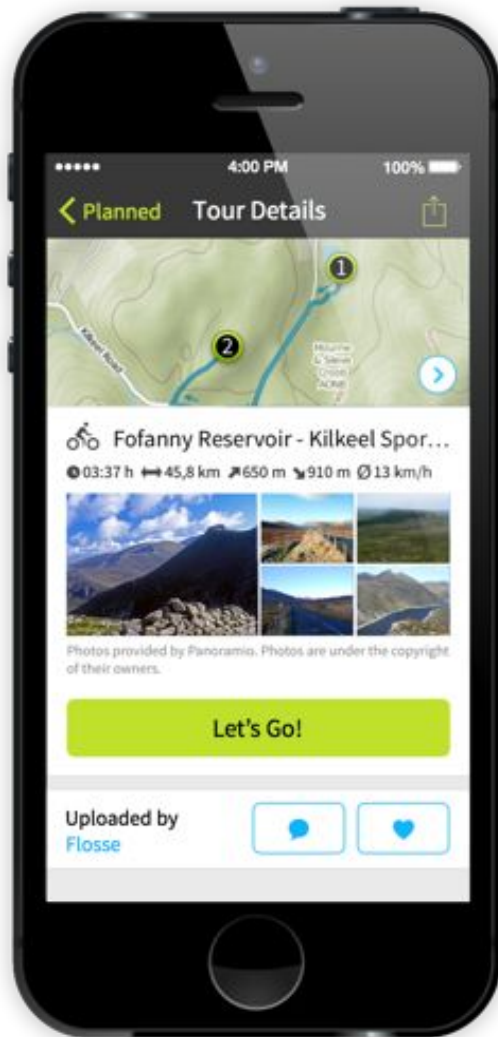 4:00 PM 100%
Planned Tour Details
1
2
Kilkeel Road
Mourne
& Slieve
Croob
AONB
Fofanny Reservoir - Kilkeel Spor...
03:37 h 45,8 km 650 m 910 m Ø 13 km/h
Photos provided by Panoramio. Photos are under the copyright
of their owners.
Let's Go!
Uploaded by
Flosse